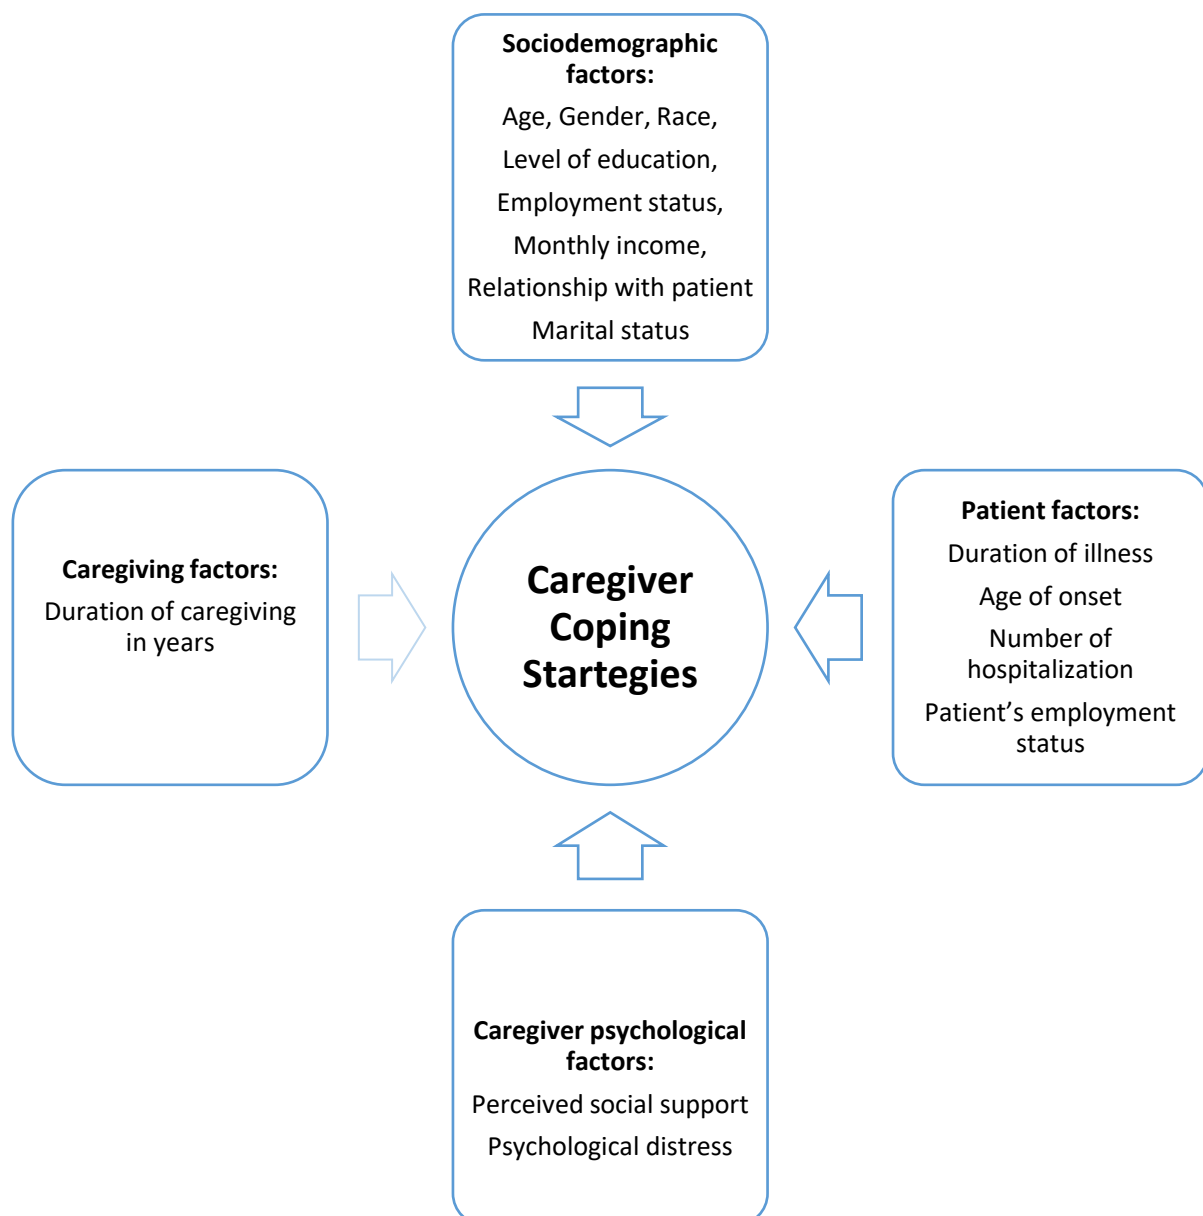 Sociodemographic
factors:
Age, Gender, Race,
Level of education,
Employment status,
Monthly income,
Relationship with patient
Marital status
Caregiving factors:
Duration of caregiving
in years
Caregiver
Coping
Startegies
Patient factors:
Duration of illness
Age of onset
Number of
hospitalization
Patient’s employment
status
Caregiver psychological
factors:
Perceived social support
Psychological distress